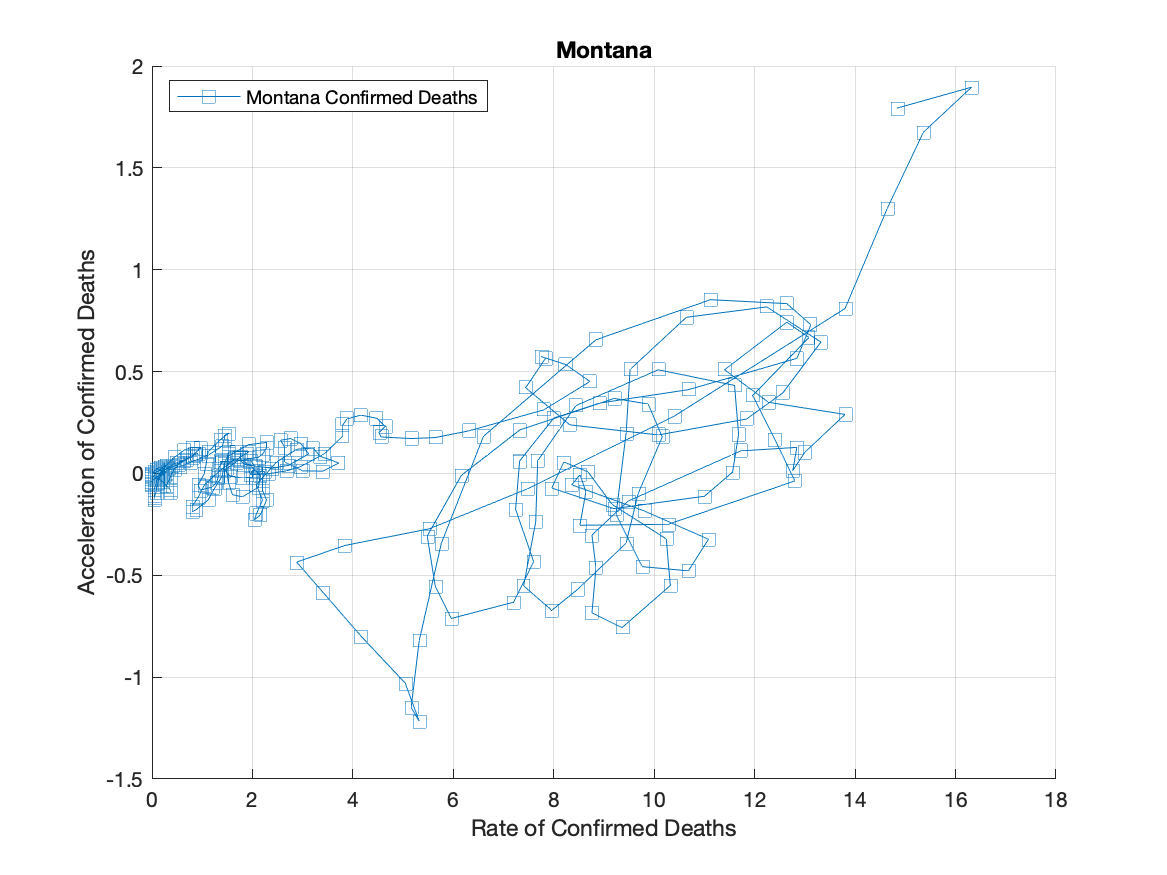 Montana
Montana Confirmed Deaths
2
1.5
1
0.5
0
-0.5
-1
-1.5
Acceleration of Confirmed Deaths
0 2 4 6 8 10 12 14 16 18
Rate of Confirmed Deaths